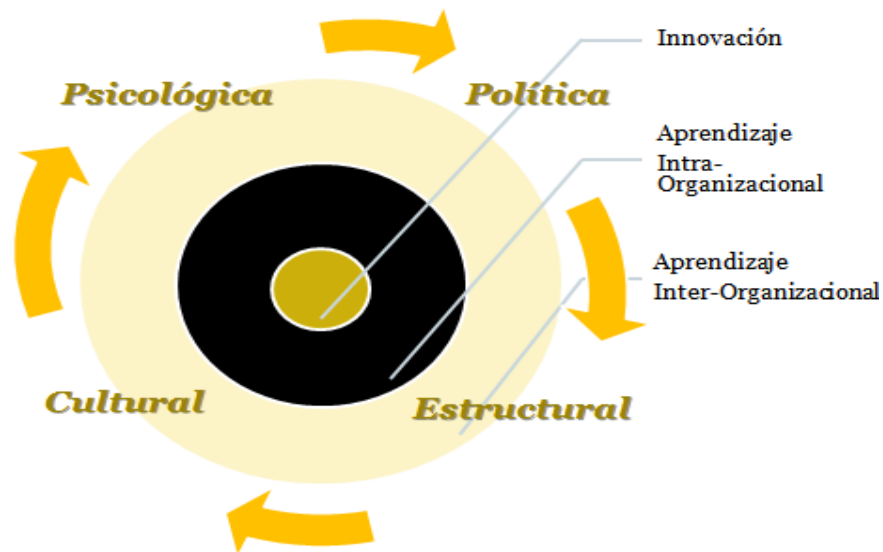 Innovación
Psicológica
Política
Aprendizaje
Intra-
Organizacional
Aprendizaje
Inter-Organizacional
Cultural
Estructural